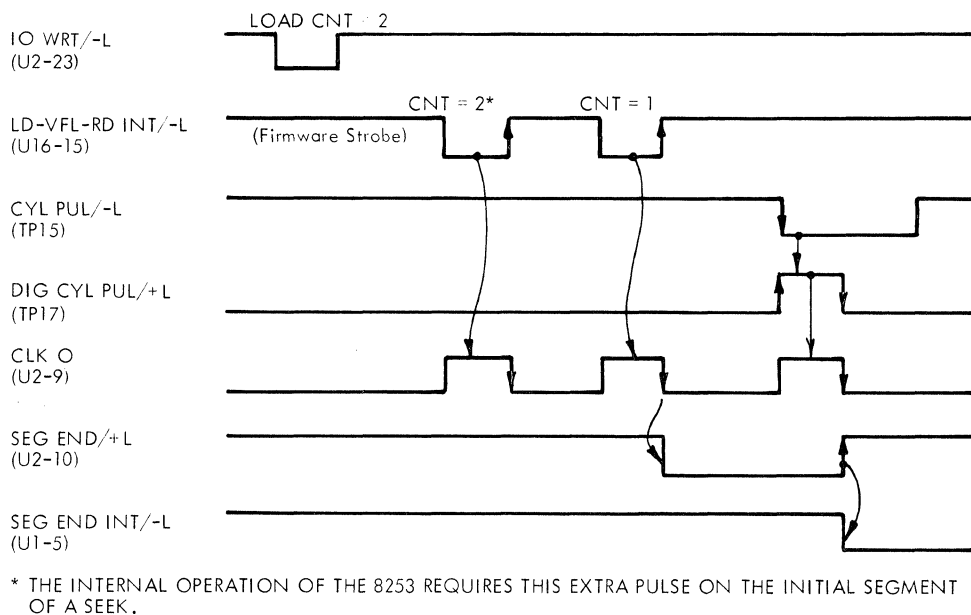 LOAD CNT = 2
IO WRT/-L
(U2-23)
CNT = 2*
CNT = 1
LD-VFL-RD INT/-L
(Firmware Strobe)
(U16-15)
CYL PUL/-L
(TP15)
DIG CYL PUL/+L
(TP17)
CLK O
(U2-9)
SEG END/+L
(U2-10)
SEG END INT/-L
(U1-5)
* THE INTERNAL OPERATION OF THE 8253 REQUIRES THIS EXTRA PULSE ON THE INITIAL SEGMENT
OF A SEEK.